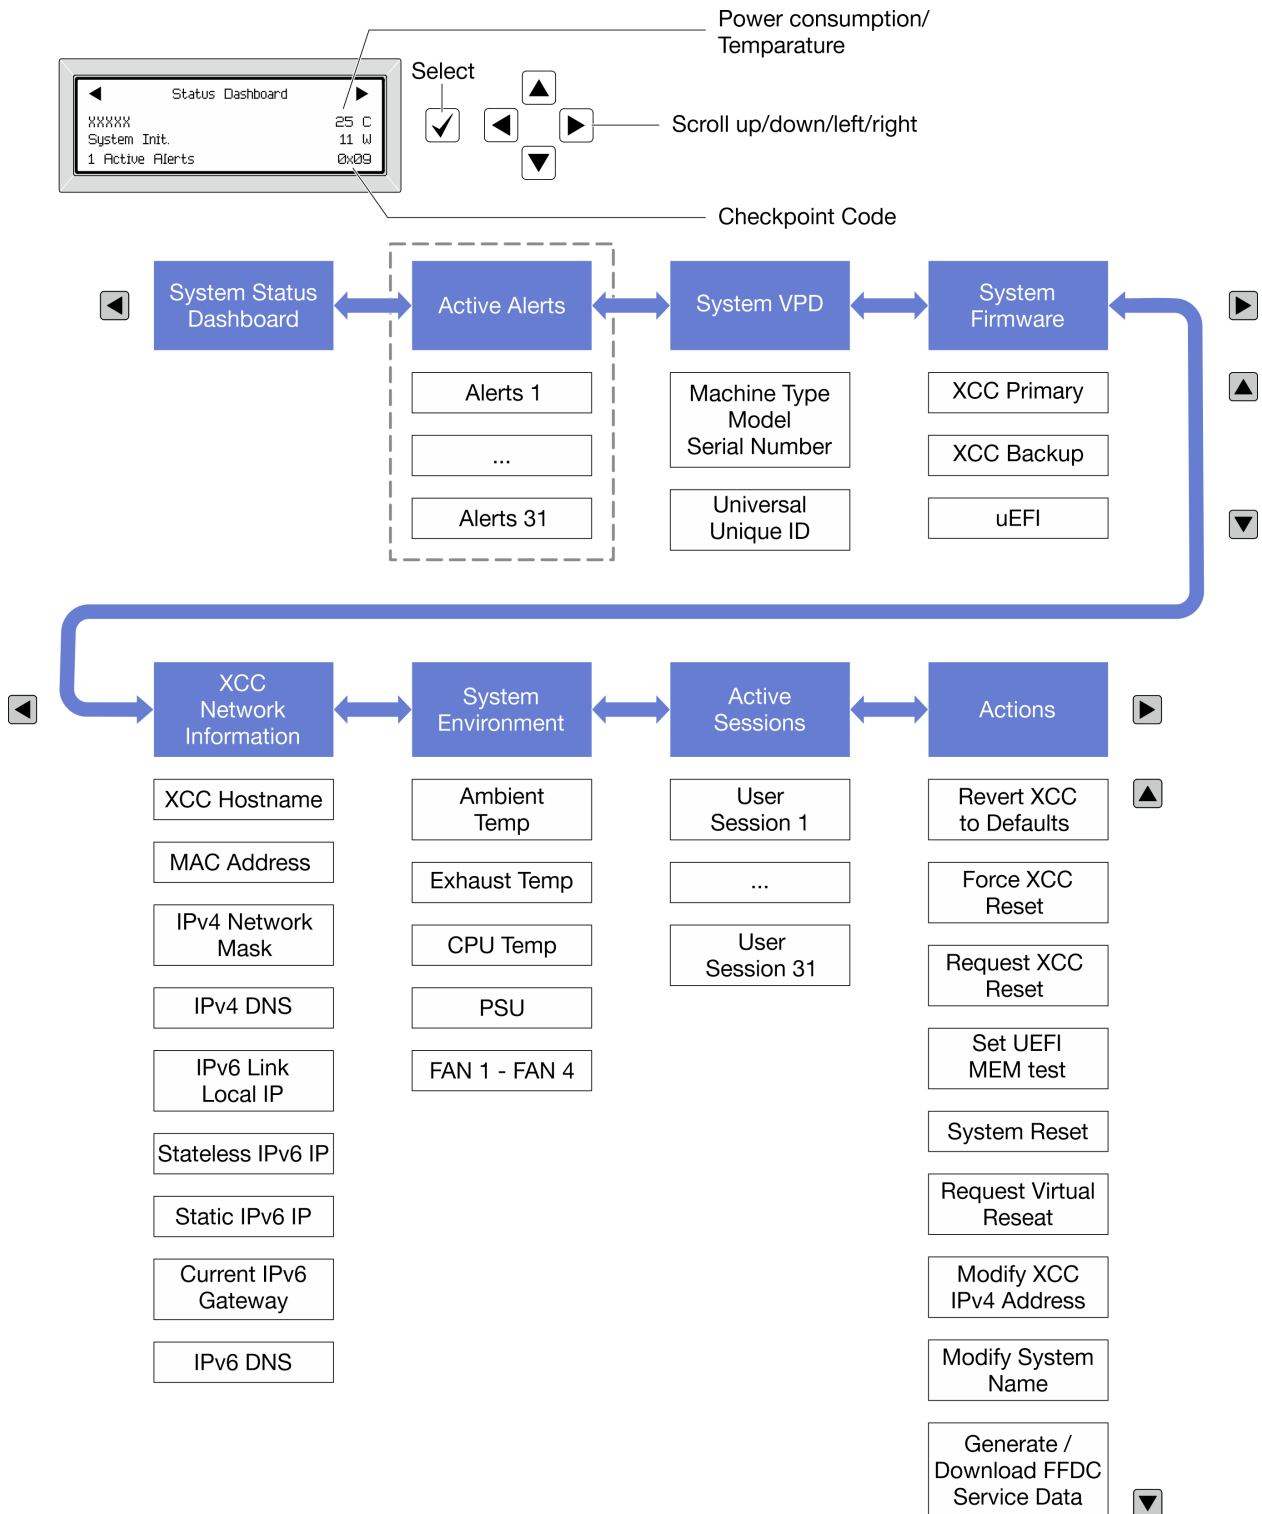 Power consumption/
Temparature
Select
Status Dashboard
XXXXX 25 C
System Init. 11 W
1 Active Alerts 0x09
Scroll up/down/left/right
Checkpoint Code
System Status
Dashboard
Active Alerts
System VPD
System
Firmware
Alerts 1
...
Alerts 31
Machine Type
Model
Serial Number
Universal
Unique ID
XCC Primary
XCC Backup
uEFI
XCC
Network
Information
System
Environment
Active
Sessions
Actions
XCC Hostname
MAC Address
IPv4 Network
Mask
IPv4 DNS
IPv6 Link
Local IP
Stateless IPv6 IP
Static IPv6 IP
Current IPv6
Gateway
IPv6 DNS
Ambient
Temp
Exhaust Temp
CPU Temp
PSU
FAN 1 - FAN 4
User
Session 1
...
User
Session 31
Revert XCC
to Defaults
Force XCC
Reset
Request XCC
Reset
Set UEFI
MEM test
System Reset
Request Virtual
Reseat
Modify XCC
IPv4 Address
Modify System
Name
Generate /
Download FFDC
Service Data